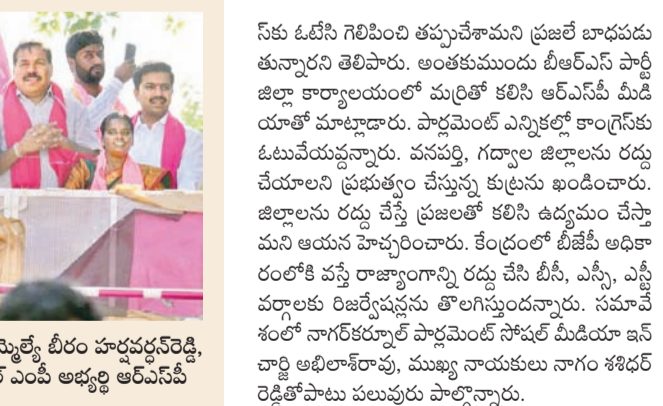 స్‌కు ఓటేసి గెలిపించి తప్పుచేశామని ప్రజలే బాధపడు
తున్నారని తెలిపారు. అంతకుముందు బీఆర్‌ఎస్ పార్టీ
జిల్లా కార్యాలయంలో మర్రితో కలిసి ఆర్‌ఎస్‌పీ మీడి
యాతో మాట్లాడారు. పార్లమెంట్ ఎన్నికల్లో కాంగ్రెస్‌కు
ఓటువేయవ్దన్నారు. వనపర్తి, గద్వాల జిల్లాలను రద్దు
చేయాలని ప్రభుత్వం చేస్తున్న కుట్రను ఖండించారు.
జిల్లాలను రద్దు చేస్తే ప్రజలతో కలిసి ఉద్యమం చేస్తా
మని ఆయన హెచ్చరించారు. కేంద్రంలో బీజేపీ అధికా
రంలోకి వస్తే రాజ్యాంగాన్ని రద్దు చేసి బీసీ, ఎస్సీ, ఎస్టీ
వర్గాలకు రిజర్వేషన్లను తొలగిస్తుందన్నారు. సమావే
శంలో నాగర్‌కర్నూల్ పార్లమెంట్ సోషల్ మీడియా ఇన్
చార్జి అభిలాశ్‌రావు, ముఖ్య నాయకులు నాగం శశిధర్
రెడ్డితోపాటు పలువురు పాల్గొన్నారు.
మ్మెల్యే బీరం హర్షవర్ధన్‌రెడ్డి,
ల్ ఎంపీ అభ్యర్థి ఆర్‌ఎస్‌పీ